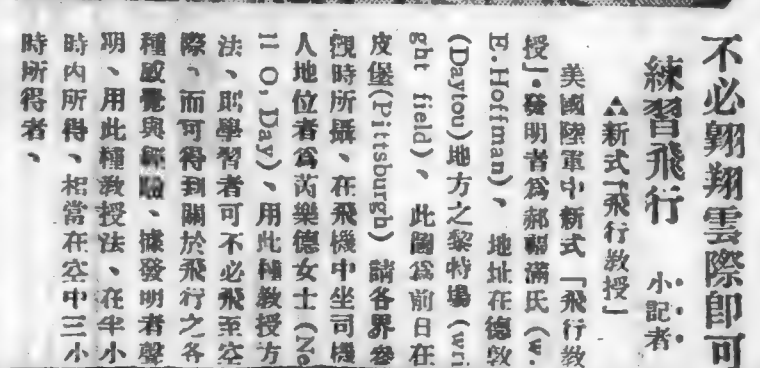 不必翱翔雲際卽可
練習飛行 小記者
▲新式「飛行教授」
美國陸軍中新式「飛行教
授」。發明者爲郝輻滿氏(W.
E.Hoffman)、地址在德敦
(Daytou)地方之黎特場(wri
ght field)、此圖爲前日在
皮堡(Pittsburgh)請各界參
觀時所攝、在飛機中坐司機
人地位者爲芮樂德女士(No
H O, Day)、用此種教授方
法、則學習者可不必飛至空
際、而可得到關於飛行之各
種感覺與經驗、據發明者聲
明、用此種教授法、在半小
時內所得、相當在空中三小
時所得者、